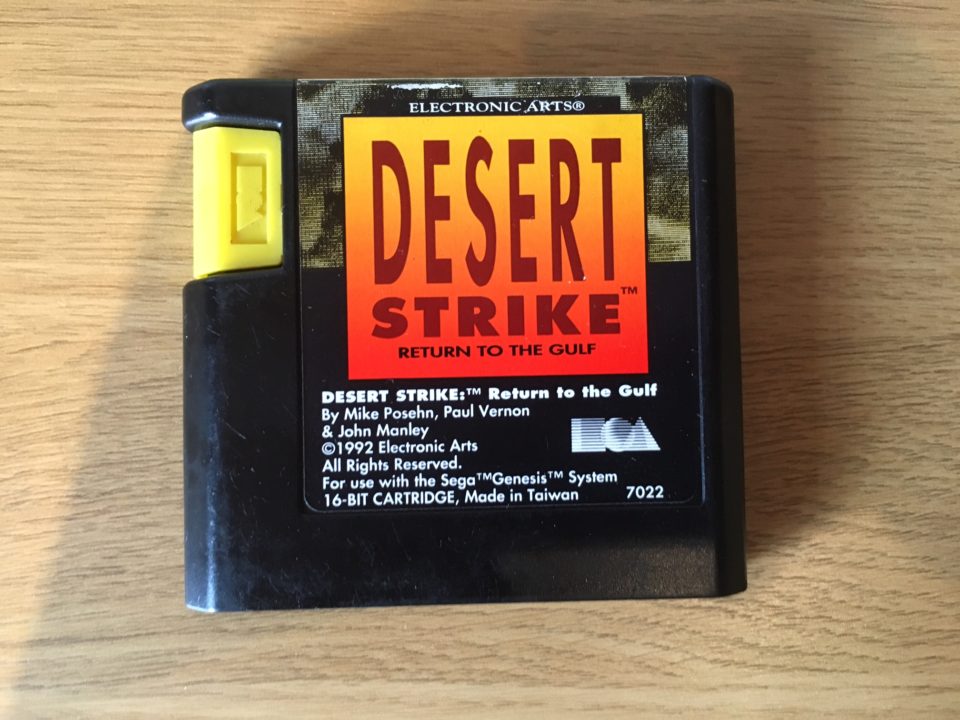 ELECTRONIC ARTS®
DESERT
STRIKE™
RETURN TO THE GULF
DESERT STRIKE:™ Return to the Gulf
By Mike Posehn, Paul Vernon
& John Manley
©1992 Electronic Arts
All Rights Reserved.
For use with the Sega™Genesis™ System
16-BIT CARTRIDGE, Made in Taiwan
7022
EA